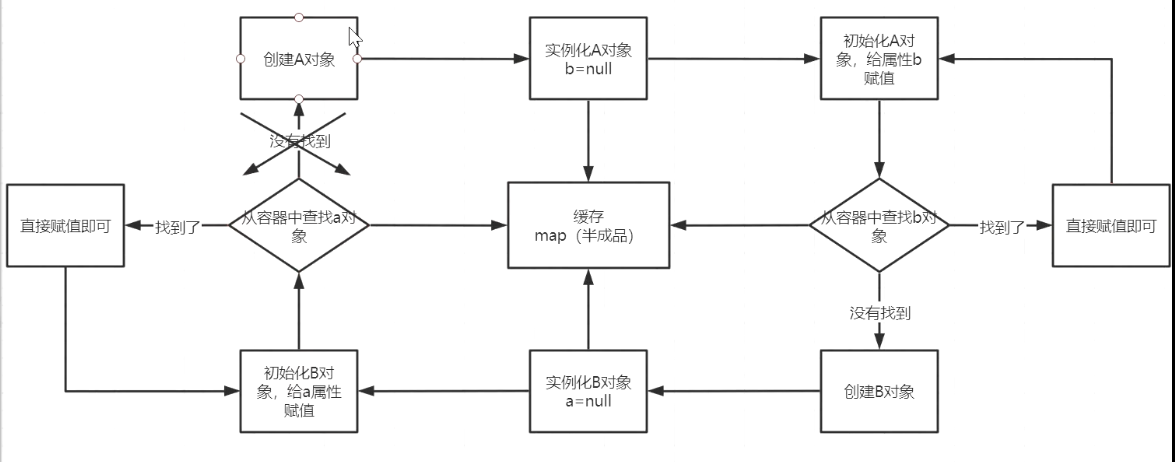 创建A对象
实例化A对象
b=null
初始化A对
象，给属性b
赋值
没有找到
直接赋值即可
找到了
从容器中查找a对
象
缓存
map（半成品）
从容器中查找b对
象
找到了
直接赋值即可
没有找到
初始化B对
象，给a属性
赋值
实例化B对象
a=null
创建B对象